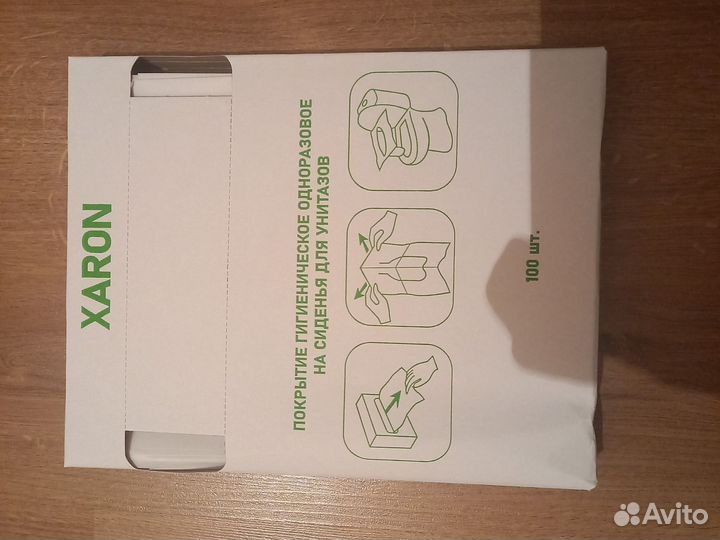 XARON
ПОКРЫТИЕ ГИГИЕНИЧЕСКОЕ ОДНОРАЗОВОЕ
НА СИДЕНЬЯ ДЛЯ УНИТАЗОВ
100 ШТ.
Avito